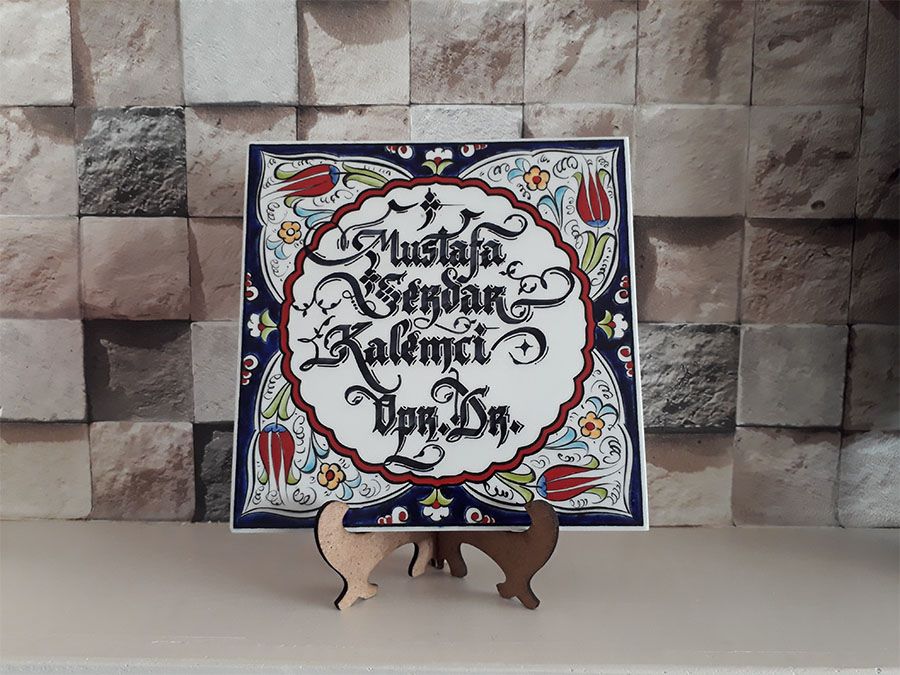 Mustafa
Serdar
Kalemci
Opr.Dr.